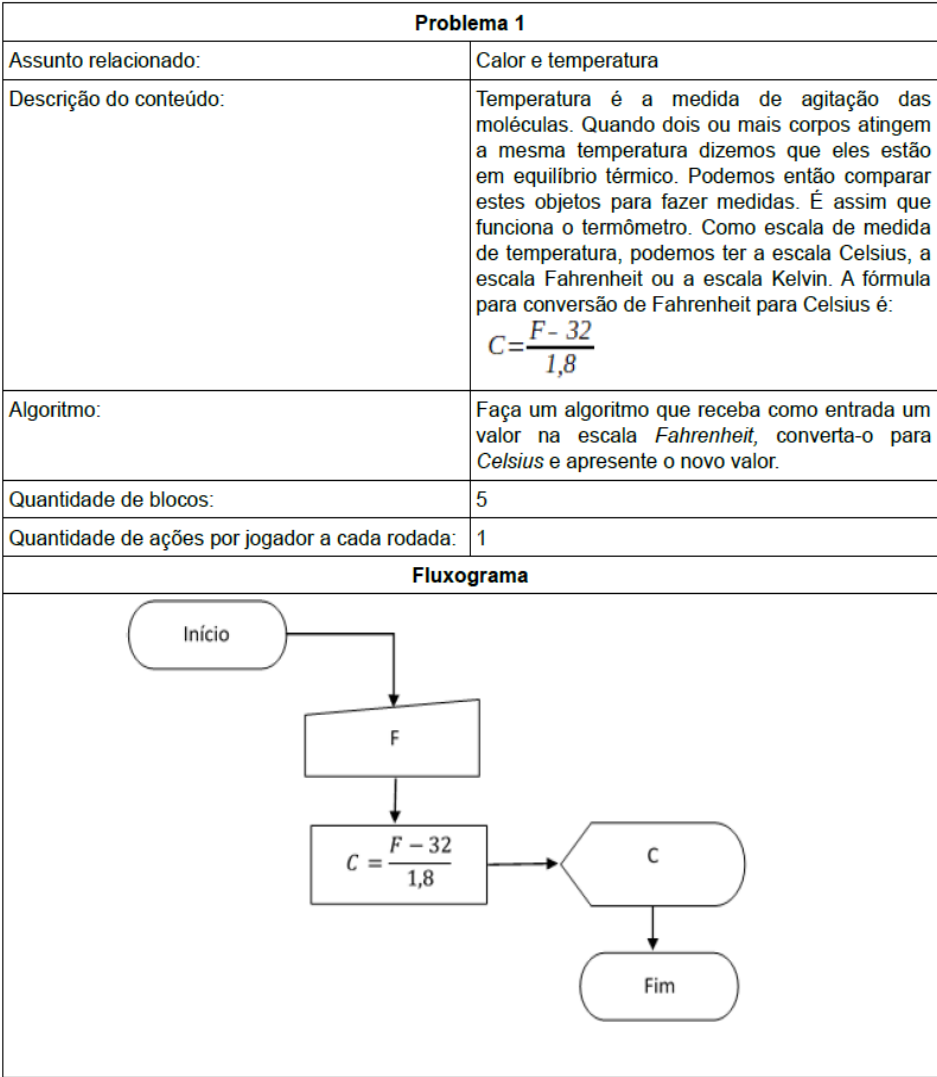 Problema 1
Assunto relacionado:
Calor e temperatura
Descrição do conteúdo:
Temperatura é a medida de agitação das
moléculas. Quando dois ou mais corpos atingem
a mesma temperatura dizemos que eles estão
em equilíbrio térmico. Podemos então comparar
estes objetos para fazer medidas. É assim que
funciona o termômetro. Como escala de medida
de temperatura, podemos ter a escala Celsius, a
escala Fahrenheit ou a escala Kelvin. A fórmula
para conversão de Fahrenheit para Celsius é:
C=F- 32
1,8
Algoritmo:
Faça um algoritmo que receba como entrada um
valor na escala Fahrenheit, converta-o para
Celsius e apresente o novo valor.
Quantidade de blocos:
5
Quantidade de ações por jogador a cada rodada:
1
Fluxograma
Início
F
C = F − 32
1,8
C
Fim